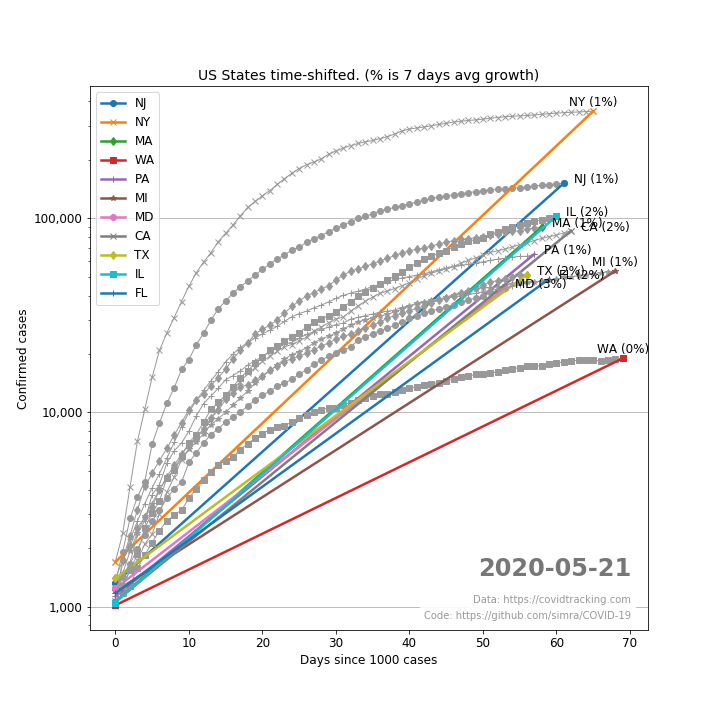 US States time-shifted. (% is 7 days avg growth)
NJ
NY
MA
WA
PA
MI
MD
CA
TX
IL
FL
NY (1%)
NJ (1%)
IL (2%)
MA (1%)
CA (2%)
PA (1%)
MI (1%)
TX (2%)
FL (2%)
MD (3%)
WA (0%)
100,000
10,000
1,000
Confirmed cases
2020-05-21
Data: https://covidtracking.com
Code: https://github.com/simra/COVID-19
0 10 20 30 40 50 60 70
Days since 1000 cases